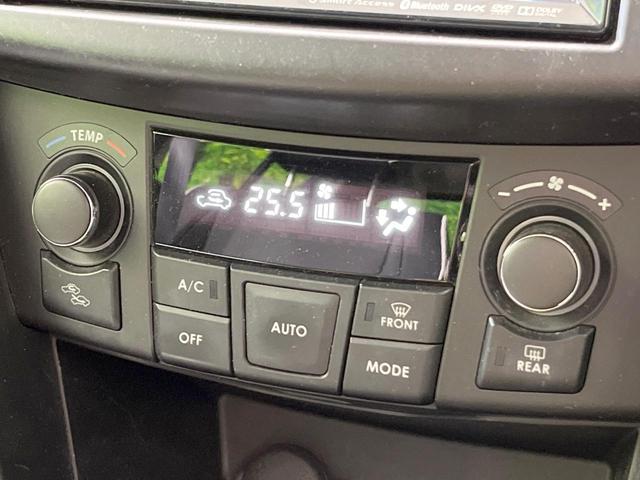 Smart Access Bluetooth DivX DVD DOLBY
TEMP
25.5
- +
A/C
OFF
AUTO
FRONT
MODE
REAR